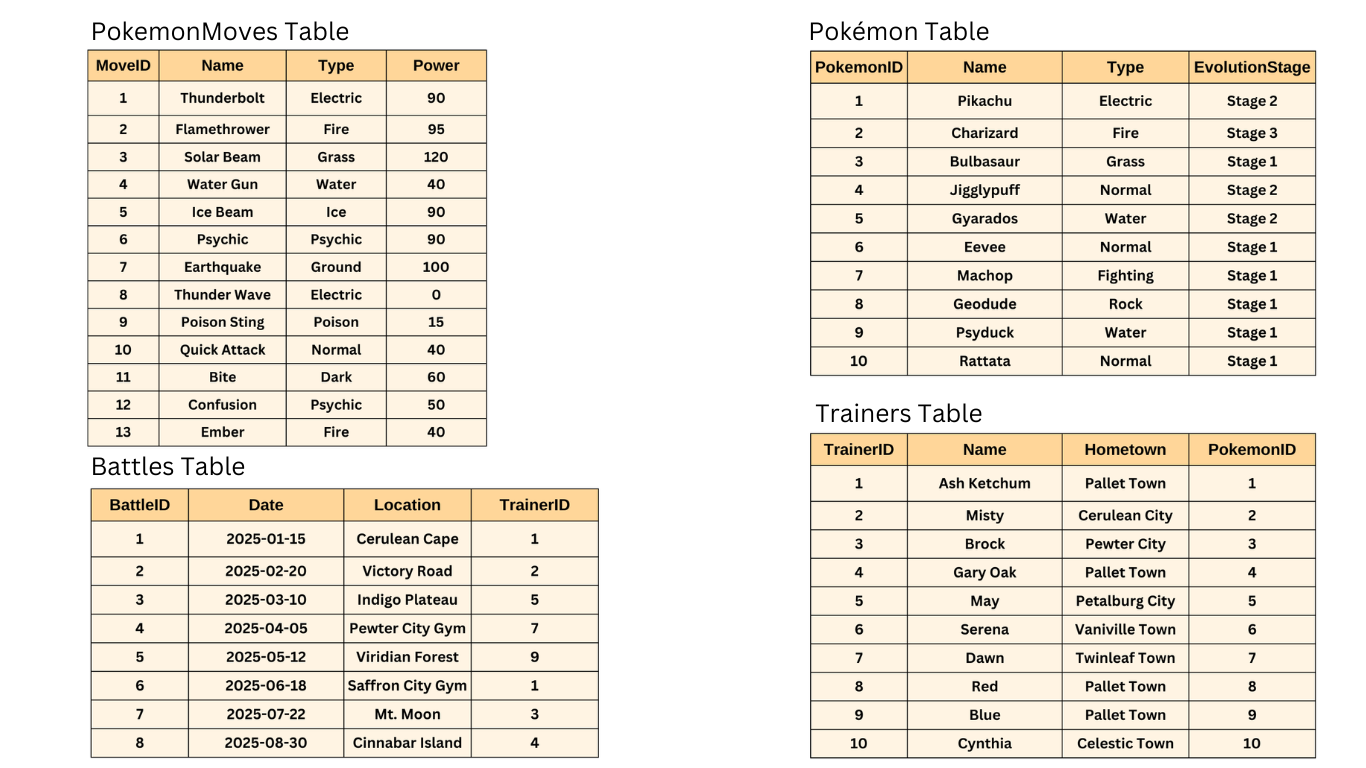 PokemonMoves Table
MoveID Name Type Power
1 Thunderbolt Electric 90
2 Flamethrower Fire 95
3 Solar Beam Grass 120
4 Water Gun Water 40
5 Ice Beam Ice 90
6 Psychic Psychic 90
7 Earthquake Ground 100
8 Thunder Wave Electric 0
9 Poison Sting Poison 15
10 Quick Attack Normal 40
11 Bite Dark 60
12 Confusion Psychic 50
13 Ember Fire 40
Battles Table
BattleID Date Location TrainerID
1 2025-01-15 Cerulean Cape 1
2 2025-02-20 Victory Road 2
3 2025-03-10 Indigo Plateau 5
4 2025-04-05 Pewter City Gym 7
5 2025-05-12 Viridian Forest 9
6 2025-06-18 Saffron City Gym 1
7 2025-07-22 Mt. Moon 3
8 2025-08-30 Cinnabar Island 4
Pokémon Table
PokemonID Name Type EvolutionStage
1 Pikachu Electric Stage 2
2 Charizard Fire Stage 3
3 Bulbasaur Grass Stage 1
4 Jigglypuff Normal Stage 2
5 Gyarados Water Stage 2
6 Eevee Normal Stage 1
7 Machop Fighting Stage 1
8 Geodude Rock Stage 1
9 Psyduck Water Stage 1
10 Rattata Normal Stage 1
Trainers Table
TrainerID Name Hometown PokemonID
1 Ash Ketchum Pallet Town 1
2 Misty Cerulean City 2
3 Brock Pewter City 3
4 Gary Oak Pallet Town 4
5 May Petalburg City 5
6 Serena Vaniville Town 6
7 Dawn Twinleaf Town 7
8 Red Pallet Town 8
9 Blue Pallet Town 9
10 Cynthia Celestic Town 10